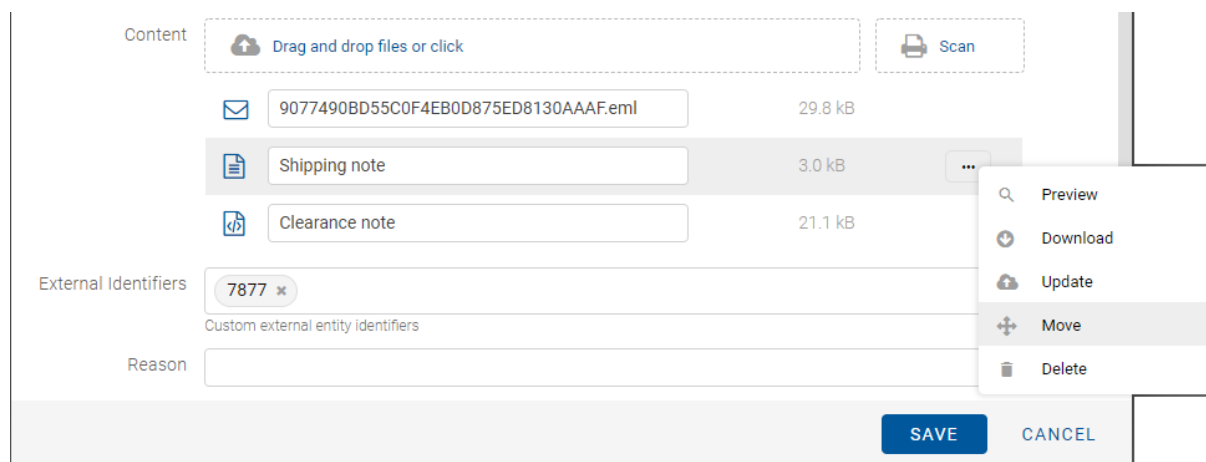 Content
Drag and drop files or click
Scan
9077490BD55C0F4EB0D875ED8130AAAF.eml
29.8 kB
Shipping note
3.0 kB
...
Clearance note
21.1 kB
Preview
Download
Update
Move
Delete
External Identifiers
7877 ×
Custom external entity identifiers
Reason
SAVE
CANCEL